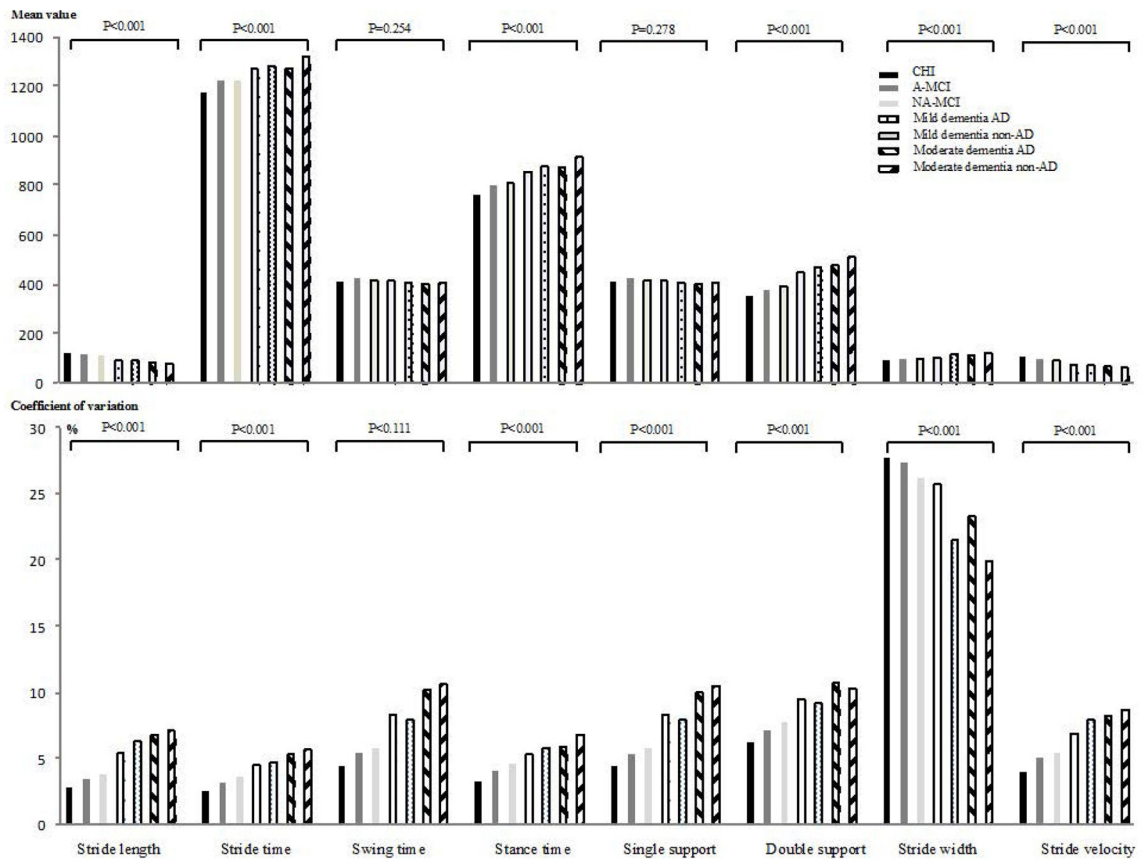 Mean value
P<0.001 P<0.001 P=0.254 P<0.001 P=0.278 P<0.001 P<0.001 P<0.001
1400
1200
1000
800
600
400
200
0
CHI
A-MCI
NA-MCI
Mild dementia AD
Mild dementia non-AD
Moderate dementia AD
Moderate dementia non-AD
Coefficient of variation
%
P<0.001 P<0.001 P<0.111 P<0.001 P<0.001 P<0.001 P<0.001 P<0.001
30
25
20
15
10
5
0
Stride length Stride time Swing time Stance time Single support Double support Stride width Stride velocity